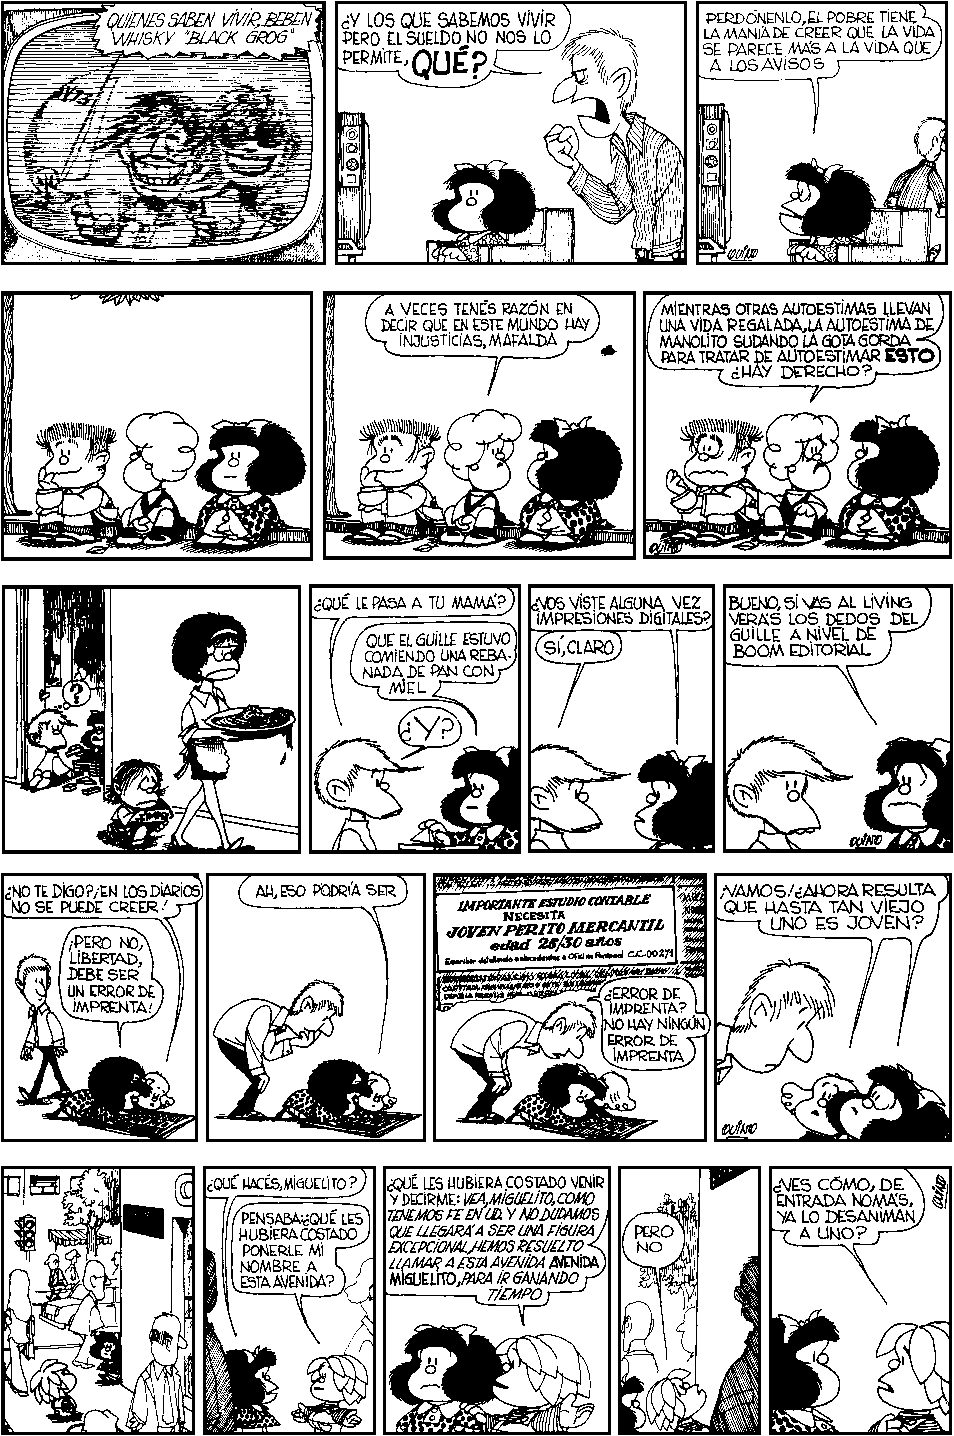 QUIENES SABEN VIVIR, BEBEN
WHISKY "BLACK GROG"
¿Y LOS QUE SABEMOS VIVIR
PERO EL SUELDO NO NOS LO
PERMITE, QUÉ?
PERDÓNENLO, EL POBRE TIENE
LA MANÍA DE CREER QUE LA VIDA
SE PARECE MÁS A LA VIDA QUE
A LOS AVISOS
QUINO
A VECES TENÉS RAZÓN EN
DECIR QUE EN ESTE MUNDO HAY
INJUSTICIAS, MAFALDA
MIENTRAS OTRAS AUTOESTIMAS LLEVAN
UNA VIDA REGALADA, LA AUTOESTIMA DE
MANOLITO SUDANDO LA GOTA GORDA
PARA TRATAR DE AUTOESTIMAR ESTO
¿HAY DERECHO?
QUINO
?
¿QUÉ LE PASA A TU MAMÁ?
QUE EL GUILLE ESTUVO
COMIENDO UNA REBA-
NADA DE PAN CON
MIEL
¿Y?
¿VOS VISTE ALGUNA VEZ
IMPRESIONES DIGITALES?
SÍ, CLARO
BUENO, SI VAS AL LIVING
VERÁS LOS DEDOS DEL
GUILLE A NIVEL DE
BOOM EDITORIAL
QUINO
¿NO TE DIGO? ¡EN LOS DIARIOS
NO SE PUEDE CREER!
¡PERO NO,
LIBERTAD,
DEBE SER
UN ERROR DE
IMPRENTA!
AH, ESO PODRÍA SER
IMPORTANTE ESTUDIO CONTABLE
NECESITA
JOVEN PERITO MERCANTIL
edad 25/30 años
Escribir detallando antecedentes a Oficina Personal C.C.-00271
¿ERROR DE
IMPRENTA?
NO HAY NINGÚN
ERROR DE
IMPRENTA
¡VAMOS! ¿AHORA RESULTA
QUE HASTA TAN VIEJO
UNO ES JOVEN?
QUINO
¿QUÉ HACÉS, MIGUELITO?
PENSABA: ¿QUÉ LES
HUBIERA COSTADO
PONERLE MI
NOMBRE A
ESTA AVENIDA?
¿QUÉ LES HUBIERA COSTADO VENIR
Y DECIRME: VEA, MIGUELITO, COMO
TENEMOS FE EN UD. Y NO DUDAMOS
QUE LLEGARÁ A SER UNA FIGURA
EXCEPCIONAL, HEMOS RESUELTO
LLAMAR A ESTA AVENIDA AVENIDA
MIGUELITO, PARA IR GANANDO
TIEMPO
PERO
NO
¿VES CÓMO, DE
ENTRADA NOMÁS,
YA LO DESANIMAN
A UNO?
QUINO